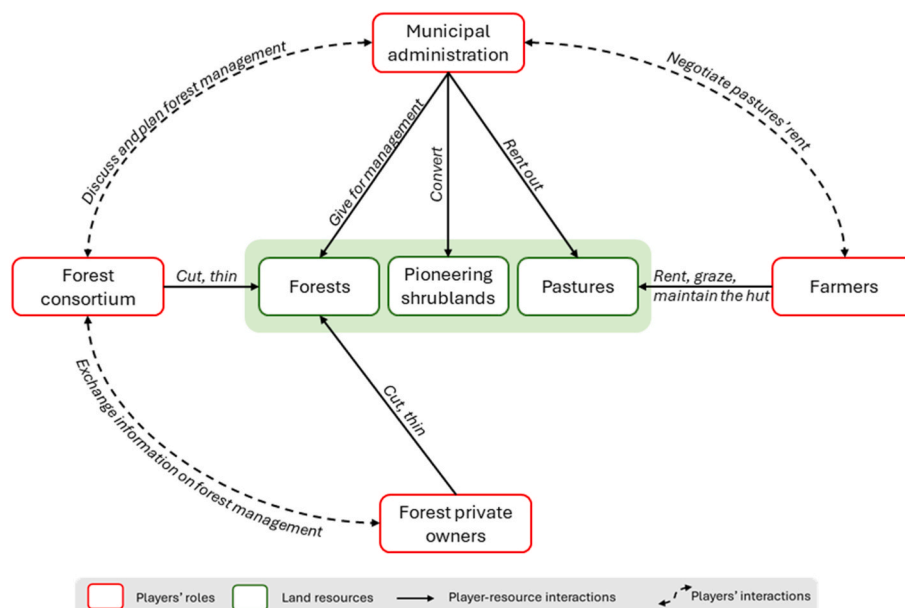 Municipal
administration
Discuss and plan forest management
Negotiate pastures' rent
Give for management
Convert
Rent out
Forest
consortium
Cut, thin
Forests
Pioneering
shrublands
Pastures
Rent, graze,
maintain the hut
Farmers
Exchange information on forest management
Cut, thin
Forest private
owners
Players' roles
Land resources
Player-resource interactions
Players' interactions